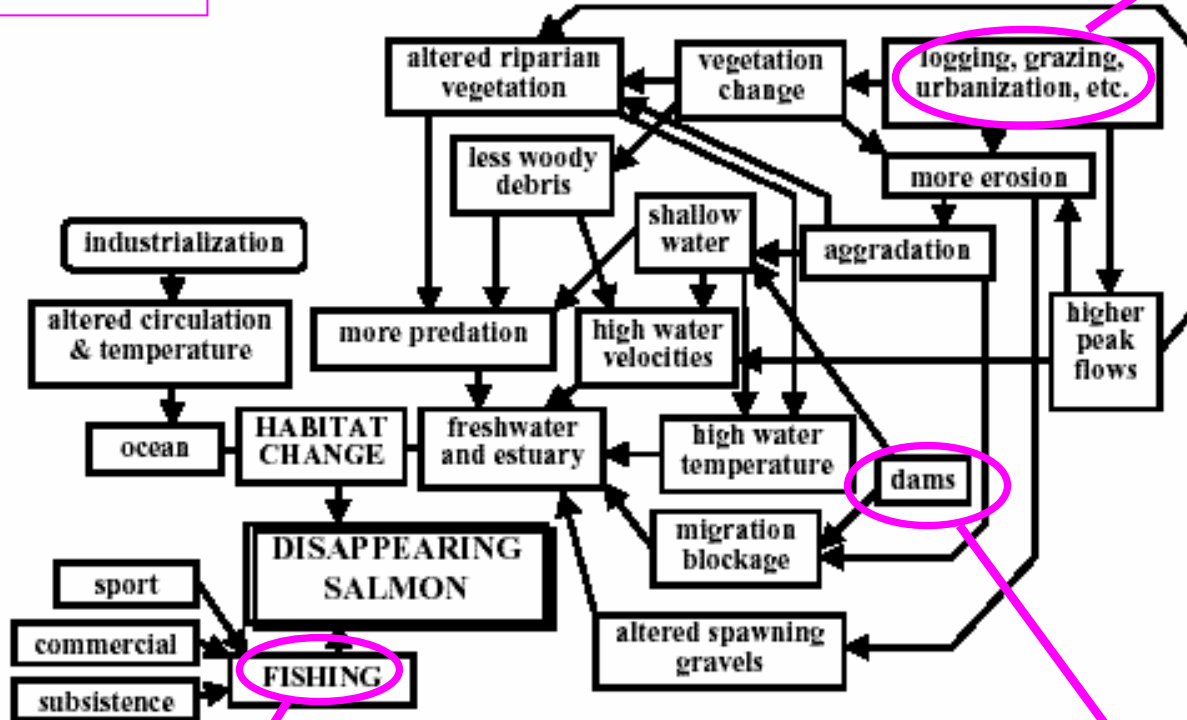 altered riparian
vegetation
vegetation
change
logging, grazing,
urbanization, etc.
less woody
debris
more erosion
shallow
water
industrialization
aggradation
altered circulation
& temperature
more predation
high water
velocities
higher
peak
flows
ocean
HABITAT
CHANGE
freshwater
and estuary
high water
temperature
dams
migration
blockage
DISAPPEARING
SALMON
sport
commercial
subsistence
FISHING
altered spawning
gravels